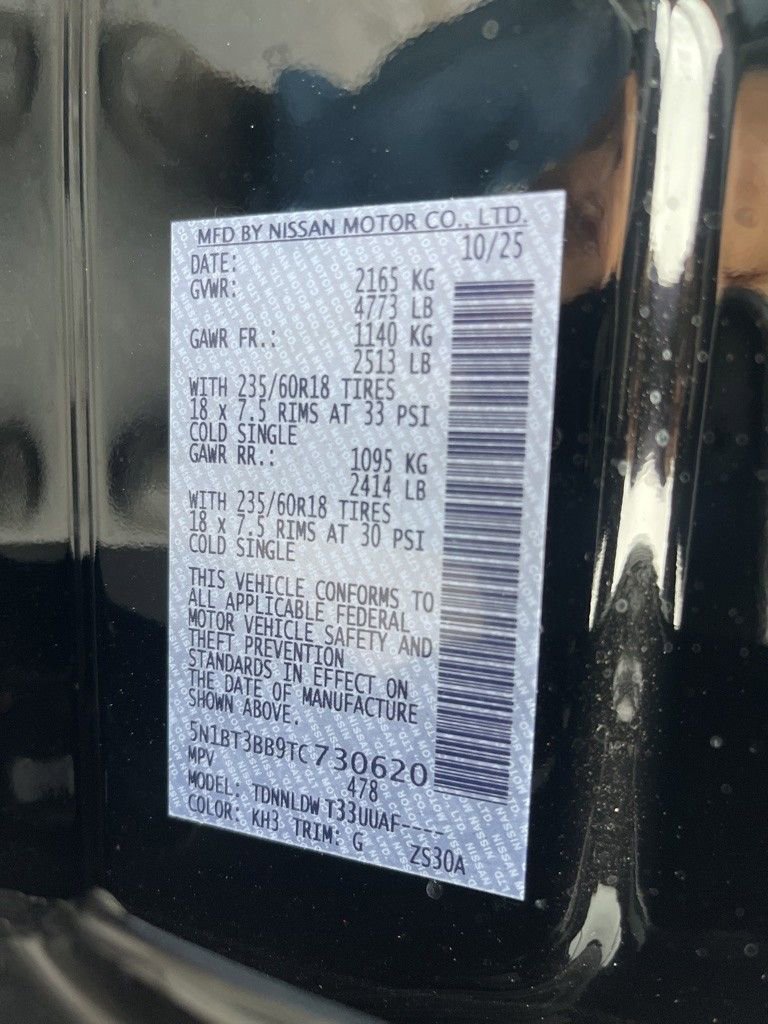 MFD BY NISSAN MOTOR CO., LTD.
DATE: 10/25
GVWR: 2165 KG
4773 LB
GAWR FR.: 1140 KG
2513 LB
WITH 235/60R18 TIRES
18 x 7.5 RIMS AT 33 PSI
COLD SINGLE
GAWR RR.: 1095 KG
2414 LB
WITH 235/60R18 TIRES
18 x 7.5 RIMS AT 30 PSI
COLD SINGLE
THIS VEHICLE CONFORMS TO
ALL APPLICABLE FEDERAL
MOTOR VEHICLE SAFETY AND
THEFT PREVENTION
STANDARDS IN EFFECT ON
THE DATE OF MANUFACTURE
SHOWN ABOVE.
5N1BT3BB9TC730620
MPV 478
MODEL: TDNNLDW T33UUAF----
COLOR: KH3 TRIM: G ZS30A